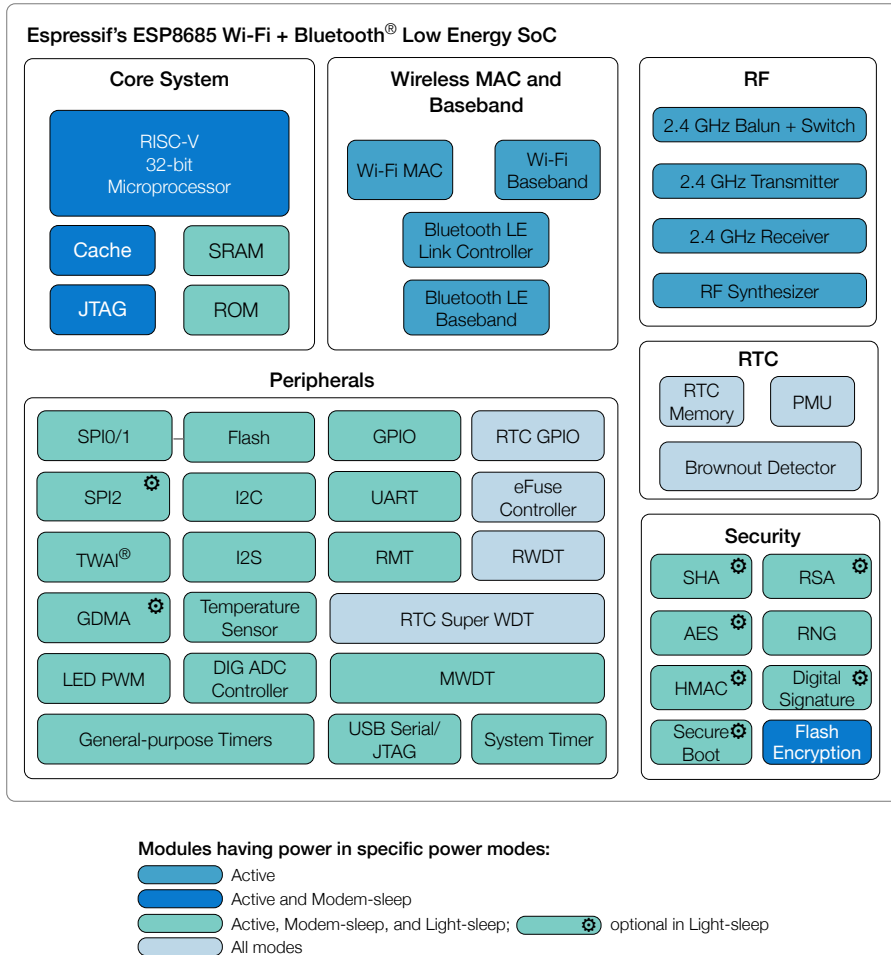 Espressif's ESP8685 Wi-Fi + Bluetooth® Low Energy SoC
Core System
RISC-V
32-bit
Microprocessor
Cache
SRAM
JTAG
ROM
Wireless MAC and
Baseband
Wi-Fi MAC
Wi-Fi
Baseband
Bluetooth LE
Link Controller
Bluetooth LE
Baseband
RF
2.4 GHz Balun + Switch
2.4 GHz Transmitter
2.4 GHz Receiver
RF Synthesizer
RTC
RTC
Memory
PMU
Brownout Detector
Peripherals
SPI0/1
Flash
GPIO
RTC GPIO
SPI2
I2C
UART
eFuse
Controller
TWAI®
I2S
RMT
RWDT
GDMA
Temperature
Sensor
RTC Super WDT
LED PWM
DIG ADC
Controller
MWDT
General-purpose Timers
USB Serial/
JTAG
System Timer
Security
SHA
RSA
AES
RNG
HMAC
Digital
Signature
Secure
Boot
Flash
Encryption
Modules having power in specific power modes:
Active
Active and Modem-sleep
Active, Modem-sleep, and Light-sleep; optional in Light-sleep
All modes